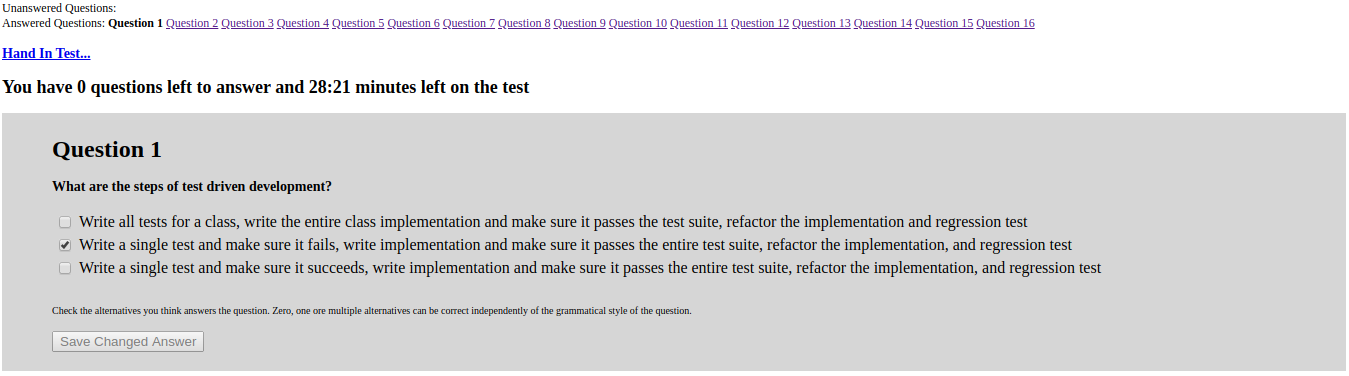 Unanswered Questions:
Answered Questions: Question 1 Question 2 Question 3 Question 4 Question 5 Question 6 Question 7 Question 8 Question 9 Question 10 Question 11 Question 12 Question 13 Question 14 Question 15 Question 16
Hand In Test...
You have 0 questions left to answer and 28:21 minutes left on the test
Question 1
What are the steps of test driven development?
Write all tests for a class, write the entire class implementation and make sure it passes the test suite, refactor the implementation and regression test
Write a single test and make sure it fails, write implementation and make sure it passes the entire test suite, refactor the implementation, and regression test
Write a single test and make sure it succeeds, write implementation and make sure it passes the entire test suite, refactor the implementation, and regression test
Check the alternatives you think answers the question. Zero, one ore multiple alternatives can be correct independently of the grammatical style of the question.
Save Changed Answer